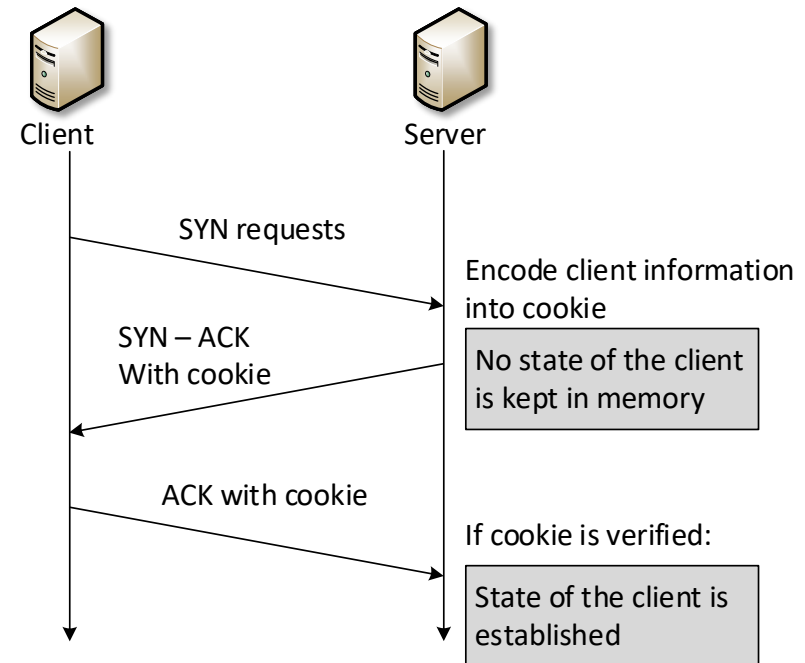 Client
Server
SYN requests
Encode client information
into cookie
SYN – ACK
With cookie
No state of the client
is kept in memory
ACK with cookie
If cookie is verified:
State of the client is
established